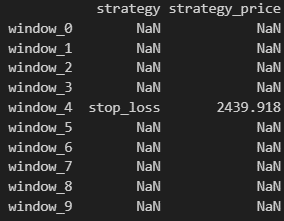 strategy strategy_price
window_0 NaN NaN
window_1 NaN NaN
window_2 NaN NaN
window_3 NaN NaN
window_4 stop_loss 2439.918
window_5 NaN NaN
window_6 NaN NaN
window_7 NaN NaN
window_8 NaN NaN
window_9 NaN NaN